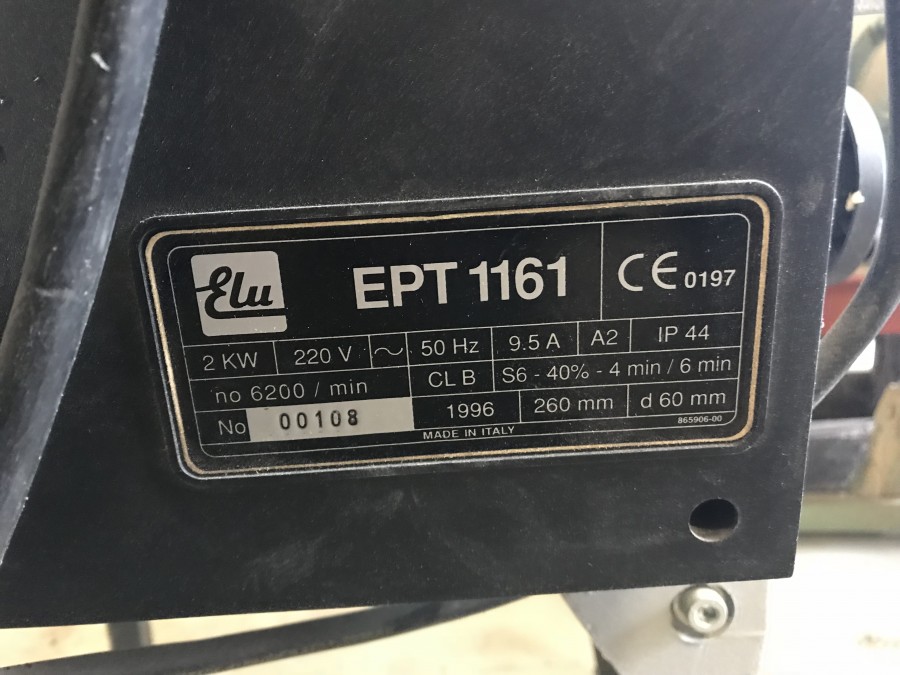 Elu EPT 1161 CE 0197
2 KW 220 V ~ 50 Hz 9.5 A A2 IP 44
no 6200 / min CL B S6 - 40% - 4 min / 6 min
No 00108 1996 260 mm d 60 mm
MADE IN ITALY 865906-00